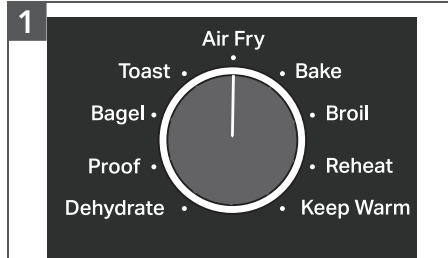 1
Air Fry
Toast Bake
Bagel Broil
Proof Reheat
Dehydrate Keep Warm